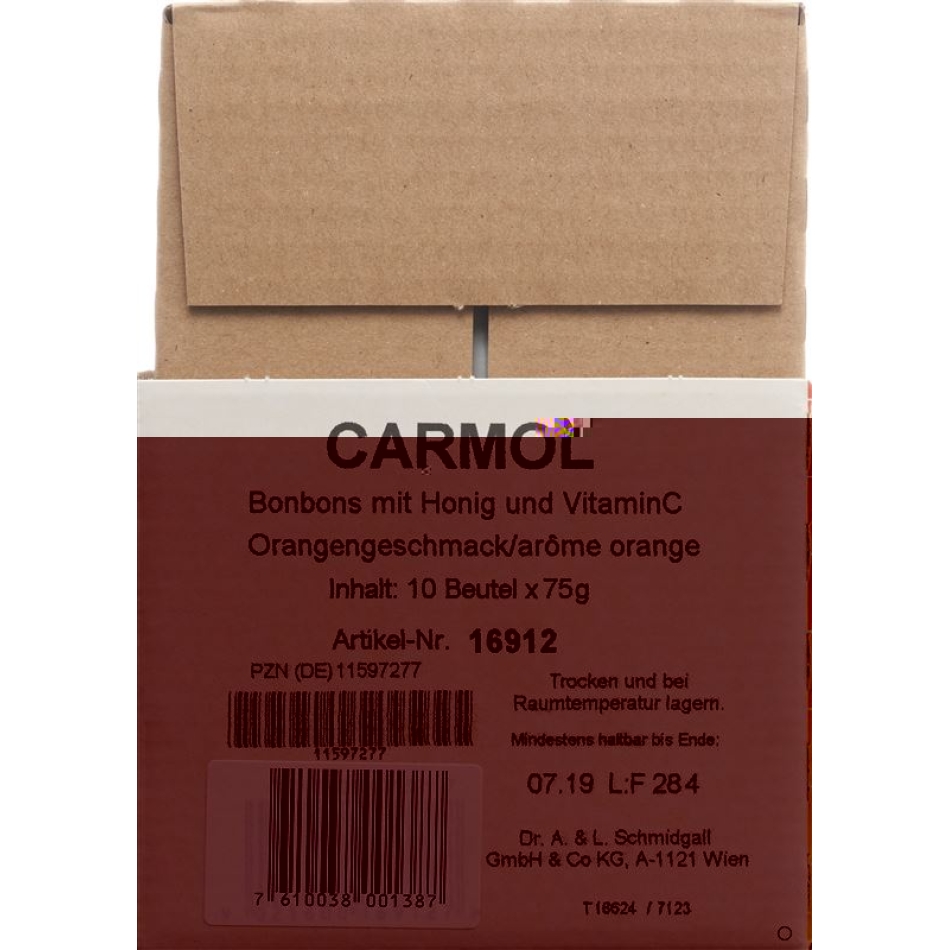 CARMOL
Bonbons mit Honig und VitaminC
Orangengeschmack/arôme orange
Inhalt: 10 Beutel x 75g
Artikel-Nr. 16912
PZN (DE) 11597277
11597277
Trocken und bei
Raumtemperatur lagern.
Mindestens haltbar bis Ende:
07.19 L:F 284
7 610038 001387
Dr. A. & L. Schmidgall
GmbH & Co KG, A-1121 Wien
T16624 / 7123